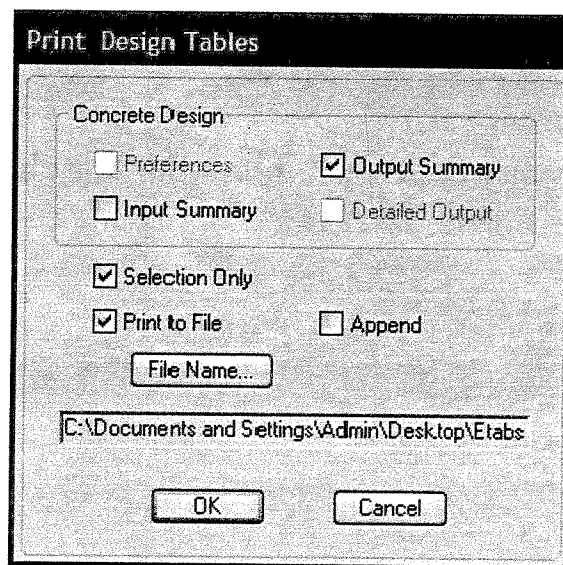 Print Design Tables
Concrete Design
Preferences
Output Summary
Input Summary
Detailed Output
Selection Only
Print to File
Append
File Name...
C:\Documents and Settings\Admin\Desktop\Etabs
OK
Cancel